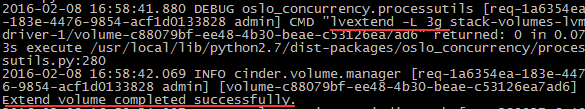 2016-02-08 16:58:41.880 DEBUG oslo_concurrency.processutils [req-1a6354ea
-183e-4476-9854-acf1d0133828 admin] CMD "lvextend -L 3g stack-volumes-lvm
driver-1/volume-c88079bf-ee48-4b30-beae-c53126ea/ad6" returned: 0 in 0.07
3s execute /usr/local/lib/python2.7/dist-packages/oslo_concurrency/proces
sutils.py:280
2016-02-08 16:58:42.069 INFO cinder.volume.manager [req-1a6354ea-183e-447
6-9854-acf1d0133828 admin] [volume-c88079bf-ee48-4b30-beae-c53126ea7ad6]
Extend volume completed successfully.